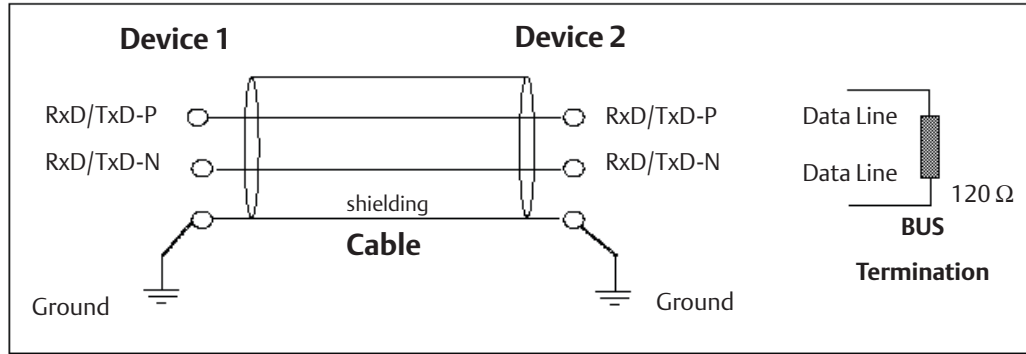 Device 1
Device 2
RxD/TxD-P
RxD/TxD-P
Data Line
RxD/TxD-N
RxD/TxD-N
Data Line
120 Ω
shielding
Cable
BUS
Termination
Ground
Ground